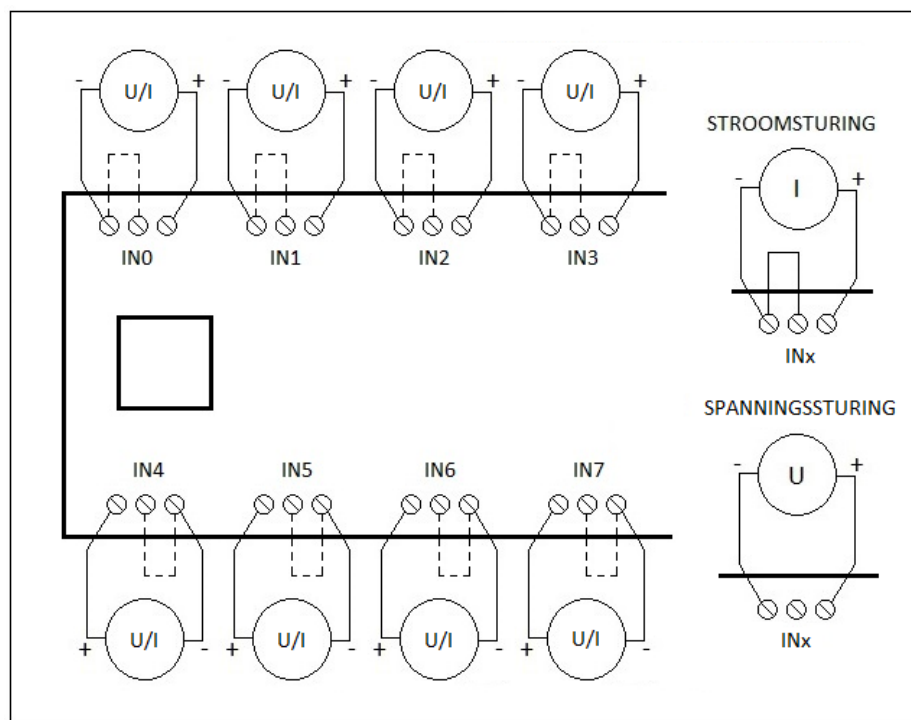 - U/I + - U/I + - U/I + - U/I +
IN0 IN1 IN2 IN3
STROOMSTURING
- I +
INx
SPANNINGSSTURING
- U +
INx
IN4 IN5 IN6 IN7
+ U/I - + U/I - + U/I - + U/I -